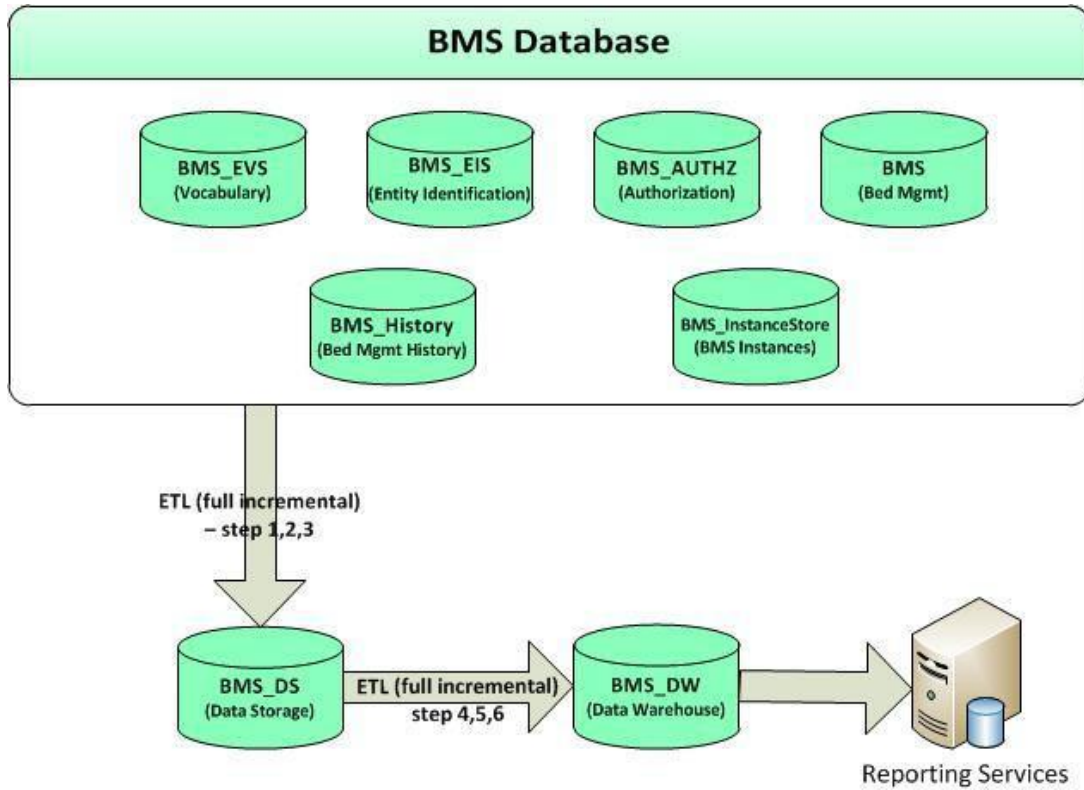 BMS Database
BMS_EVS
(Vocabulary)
BMS_EIS
(Entity Identification)
BMS_AUTHZ
(Authorization)
BMS
(Bed Mgmt)
BMS_History
(Bed Mgmt History)
BMS_InstanceStore
(BMS Instances)
ETL (full incremental)
– step 1,2,3
BMS_DS
(Data Storage)
ETL (full incremental)
step 4,5,6
BMS_DW
(Data Warehouse)
Reporting Services